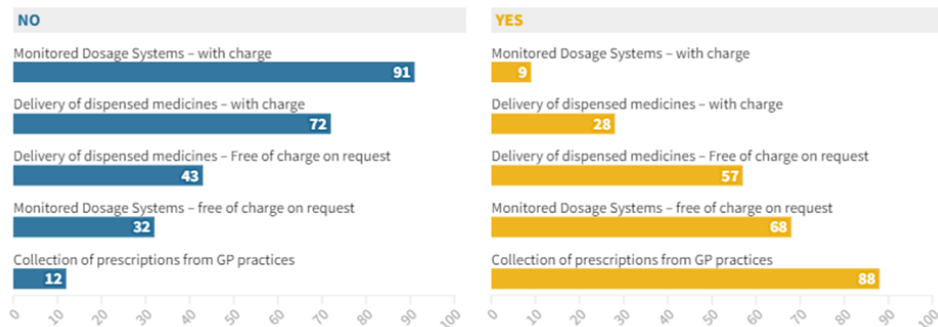 NO
Monitored Dosage Systems – with charge
91
Delivery of dispensed medicines – with charge
72
Delivery of dispensed medicines – Free of charge on request
43
Monitored Dosage Systems – free of charge on request
32
Collection of prescriptions from GP practices
12
0 10 20 30 40 50 60 70 80 90 100
YES
Monitored Dosage Systems – with charge
9
Delivery of dispensed medicines – with charge
28
Delivery of dispensed medicines – Free of charge on request
57
Monitored Dosage Systems – free of charge on request
68
Collection of prescriptions from GP practices
88
0 10 20 30 40 50 60 70 80 90 100